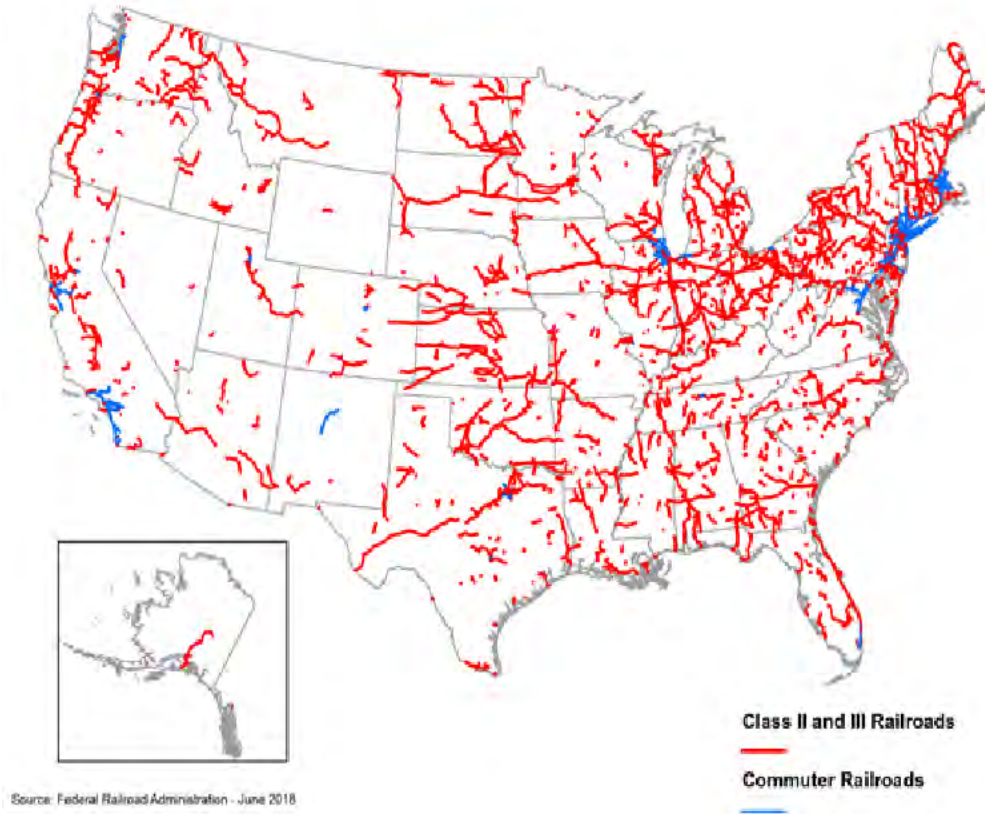 Class II and III Railroads
Commuter Railroads
Source: Federal Railroad Administration - June 2018